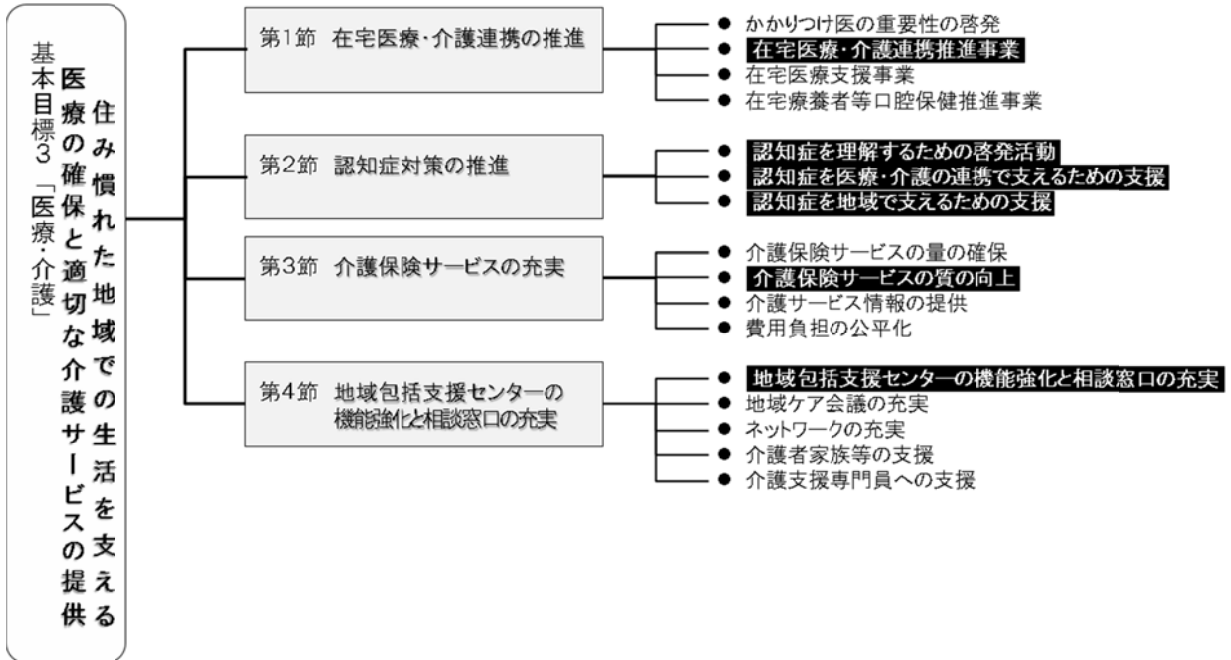 基本目標3「医療・介護」
住み慣れた地域での生活を支える
医療の確保と適切な介護サービスの提供
第1節 在宅医療・介護連携の推進
● かかりつけ医の重要性の啓発
● 在宅医療・介護連携推進事業
● 在宅医療支援事業
● 在宅療養者等口腔保健推進事業
第2節 認知症対策の推進
● 認知症を理解するための啓発活動
● 認知症を医療・介護の連携で支えるための支援
● 認知症を地域で支えるための支援
第3節 介護保険サービスの充実
● 介護保険サービスの量の確保
● 介護保険サービスの質の向上
● 介護サービス情報の提供
● 費用負担の公平化
第4節 地域包括支援センターの
機能強化と相談窓口の充実
● 地域包括支援センターの機能強化と相談窓口の充実
● 地域ケア会議の充実
● ネットワークの充実
● 介護者家族等の支援
● 介護支援専門員への支援